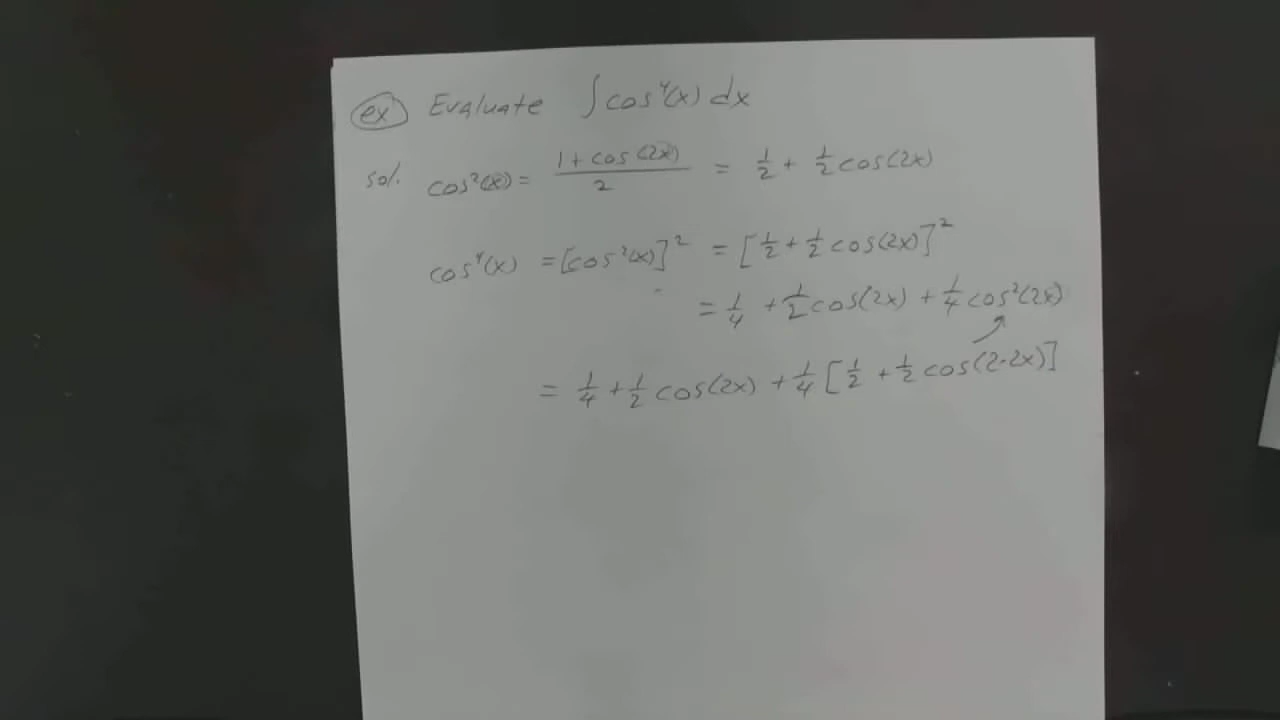 ex Evaluate ∫cos⁴(x) dx
sol. cos²(x) = (1 + cos(2x))/2 = 1/2 + 1/2 cos(2x)
cos⁴(x) = [cos²(x)]² = [1/2 + 1/2 cos(2x)]²
= 1/4 + 1/2 cos(2x) + 1/4 cos²(2x)
= 1/4 + 1/2 cos(2x) + 1/4 [1/2 + 1/2 cos(2·2x)]